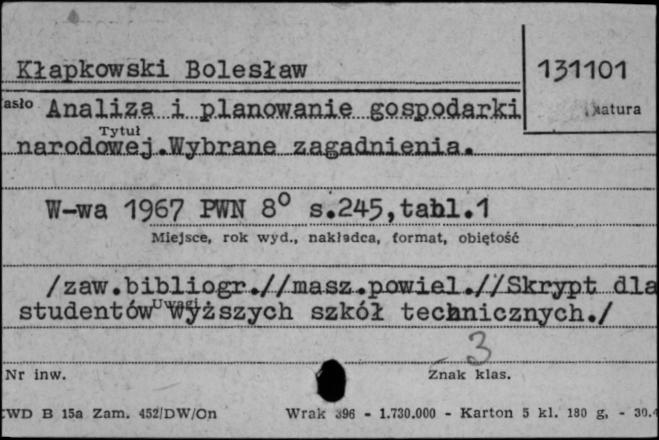 Kłapkowski Bolesław
131101
asło Analiza i planowanie gospodarki
atura
Tytuł
narodowej.Wybrane zagadnienia.
W-wa 1967 PWN 8° s.245,tabl.1
Miejsce, rok wyd., nakładca, format, objętość
/zaw.bibliogr.//masz.powiel.//Skrypt dla
Uwagi
studentów wyższych szkół technicznych./
3
Nr inw.
Znak klas.
WD B 15a Zam. 452/DW/On
Wrak 396 - 1.730.000 - Karton 5 kl. 180 g, - 30.4